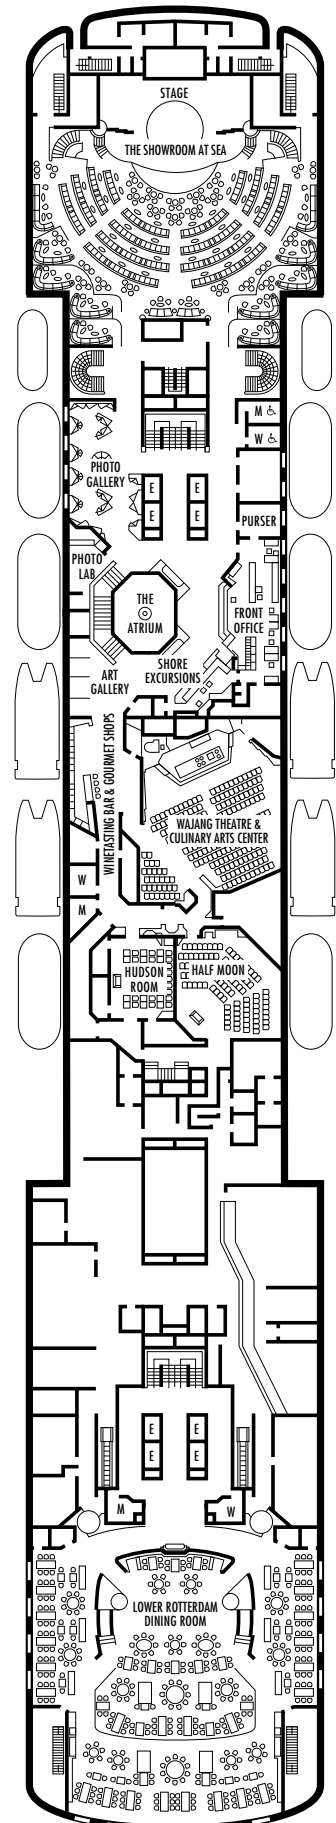 STAGE
THE SHOWROOM AT SEA
M ♿
W ♿
PHOTO
GALLERY
E
E
E
E
PURSER
PHOTO
LAB
THE
ATRIUM
FRONT
OFFICE
SHORE
EXCURSIONS
ART
GALLERY
WINETASTING BAR & GOURMET SHOPS
WAJANG THEATRE &
CULINARY ARTS CENTER
W
M
HUDSON
ROOM
HALF MOON
E
E
E
E
M
W
LOWER ROTTERDAM
DINING ROOM